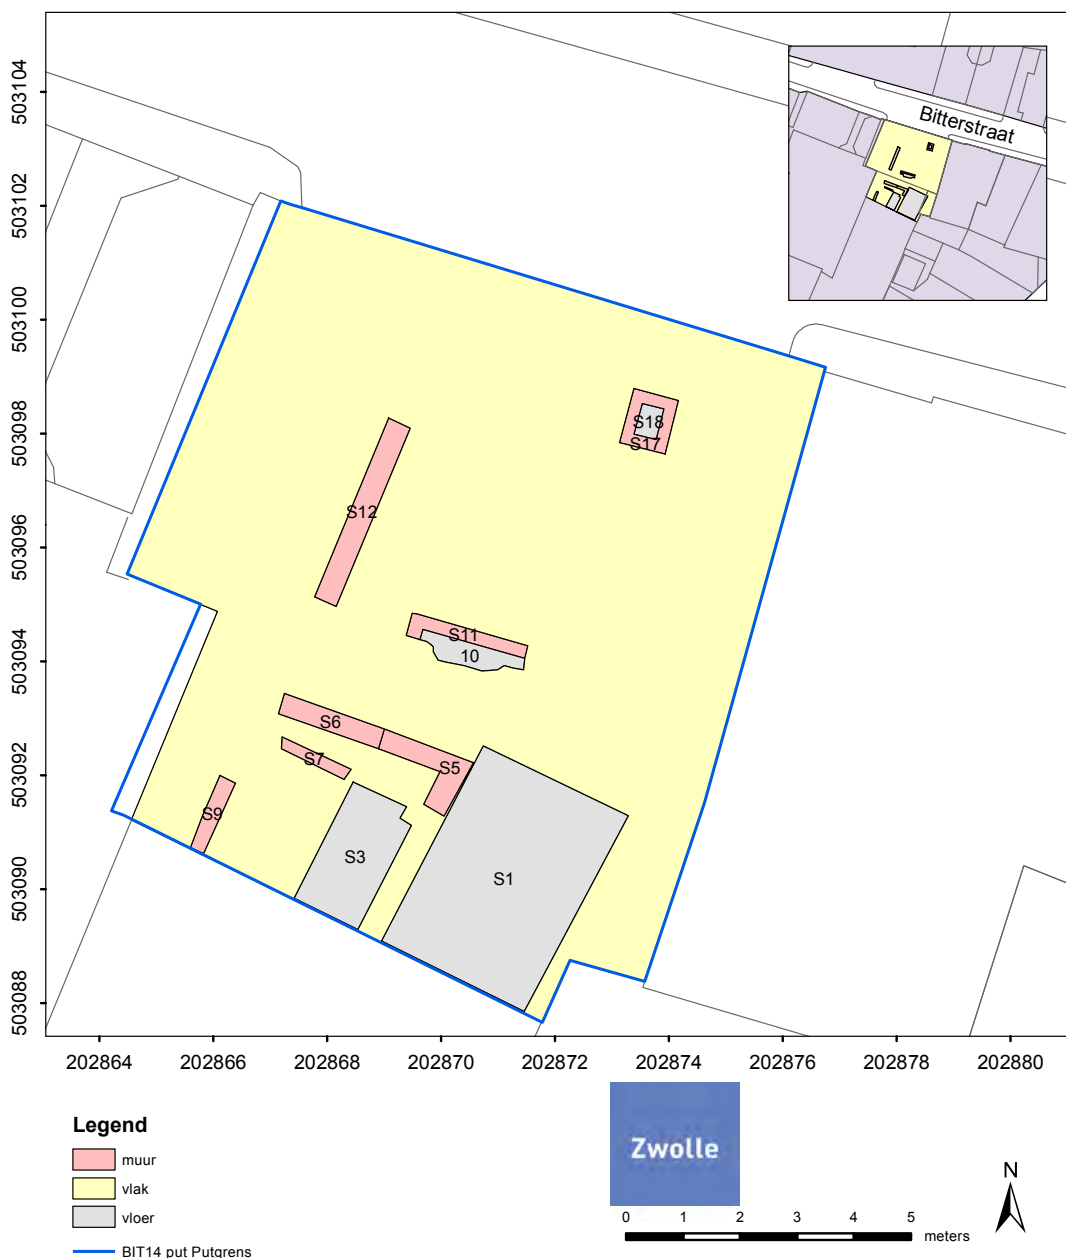 503104
503102
503100
503098
503096
503094
503092
503090
503088
Bitterstraat
S18
S17
S12
S11
10
S6
S7
S5
S9
S3
S1
202864 202866 202868 202870 202872 202874 202876 202878 202880
Legend
muur
vlak
vloer
BIT14 put Putgrens
Zwolle
0 1 2 3 4 5
meters
N